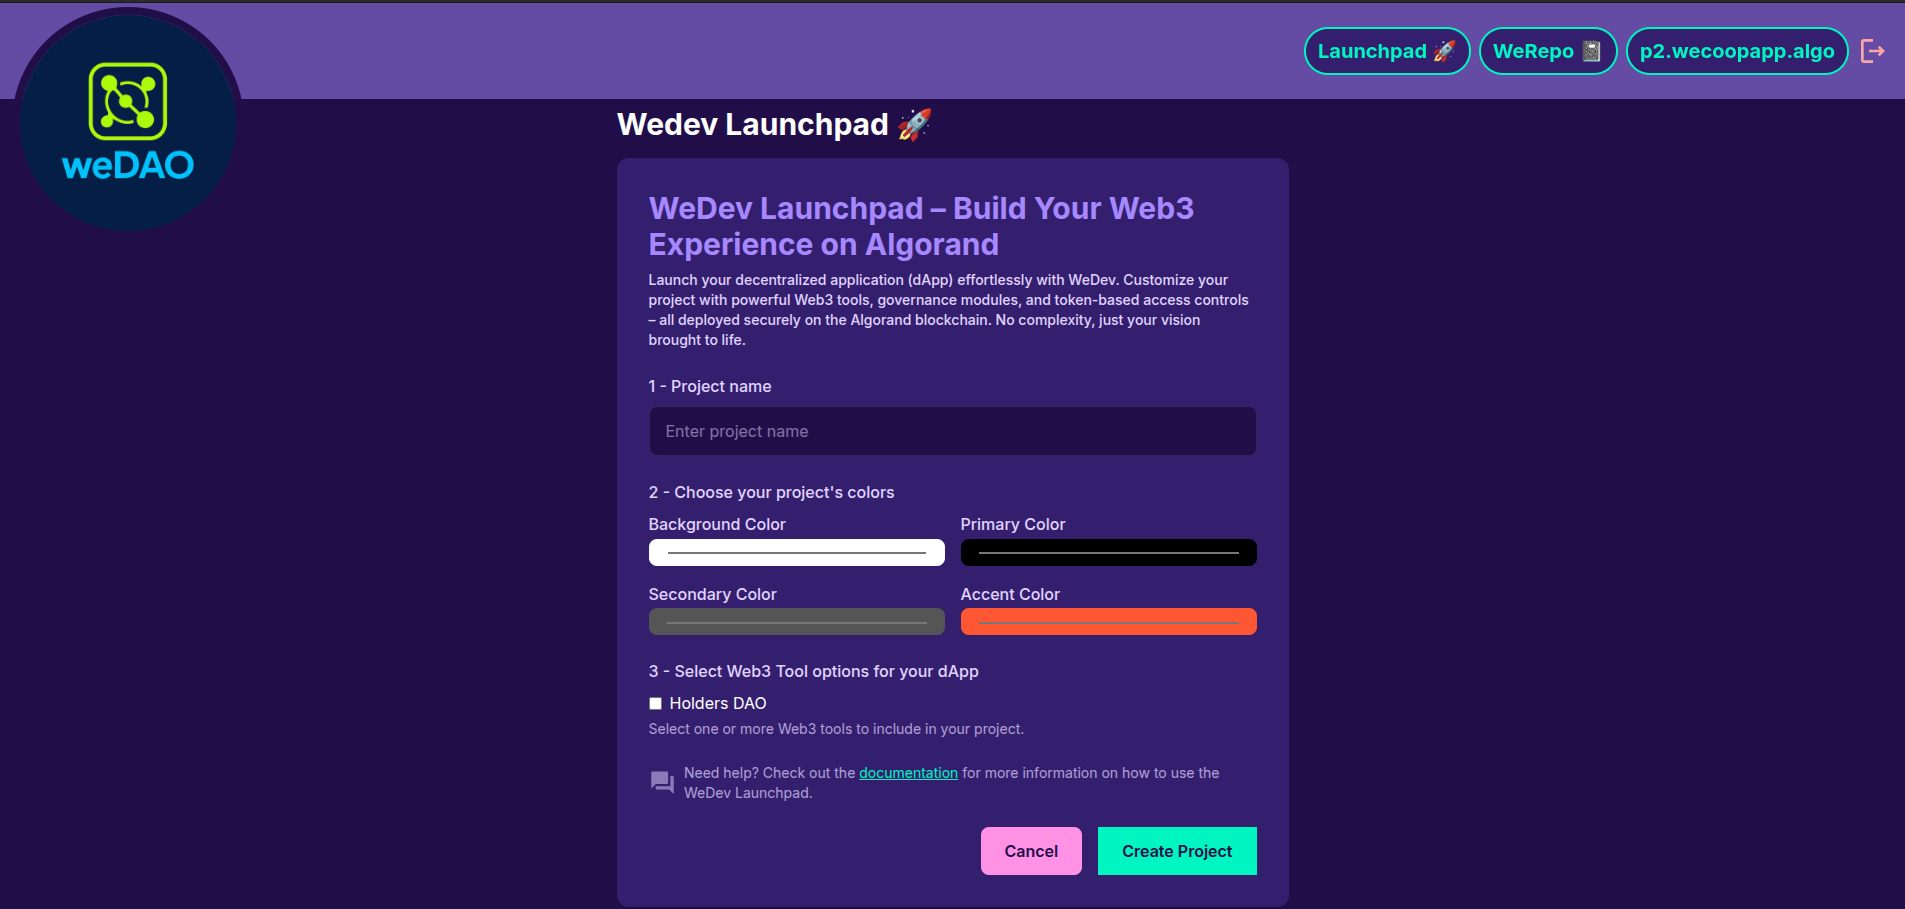 weDAO
Launchpad 🚀
WeRepo 📓
p2.wecoopapp.algo
Wedev Launchpad 🚀
WeDev Launchpad – Build Your Web3
Experience on Algorand
Launch your decentralized application (dApp) effortlessly with WeDev. Customize your
project with powerful Web3 tools, governance modules, and token-based access controls
– all deployed securely on the Algorand blockchain. No complexity, just your vision
brought to life.
1 - Project name
Enter project name
2 - Choose your project's colors
Background Color
Primary Color
Secondary Color
Accent Color
3 - Select Web3 Tool options for your dApp
Holders DAO
Select one or more Web3 tools to include in your project.
Need help? Check out the documentation for more information on how to use the
WeDev Launchpad.
Cancel
Create Project